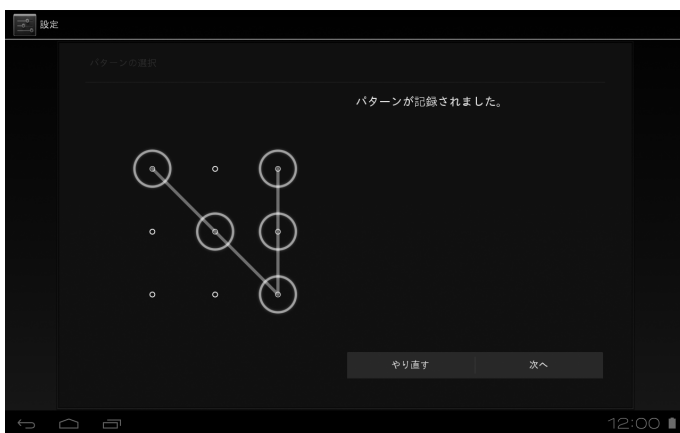 設定
パターンの選択
パターンが記録されました。
やり直す
次へ
12:00